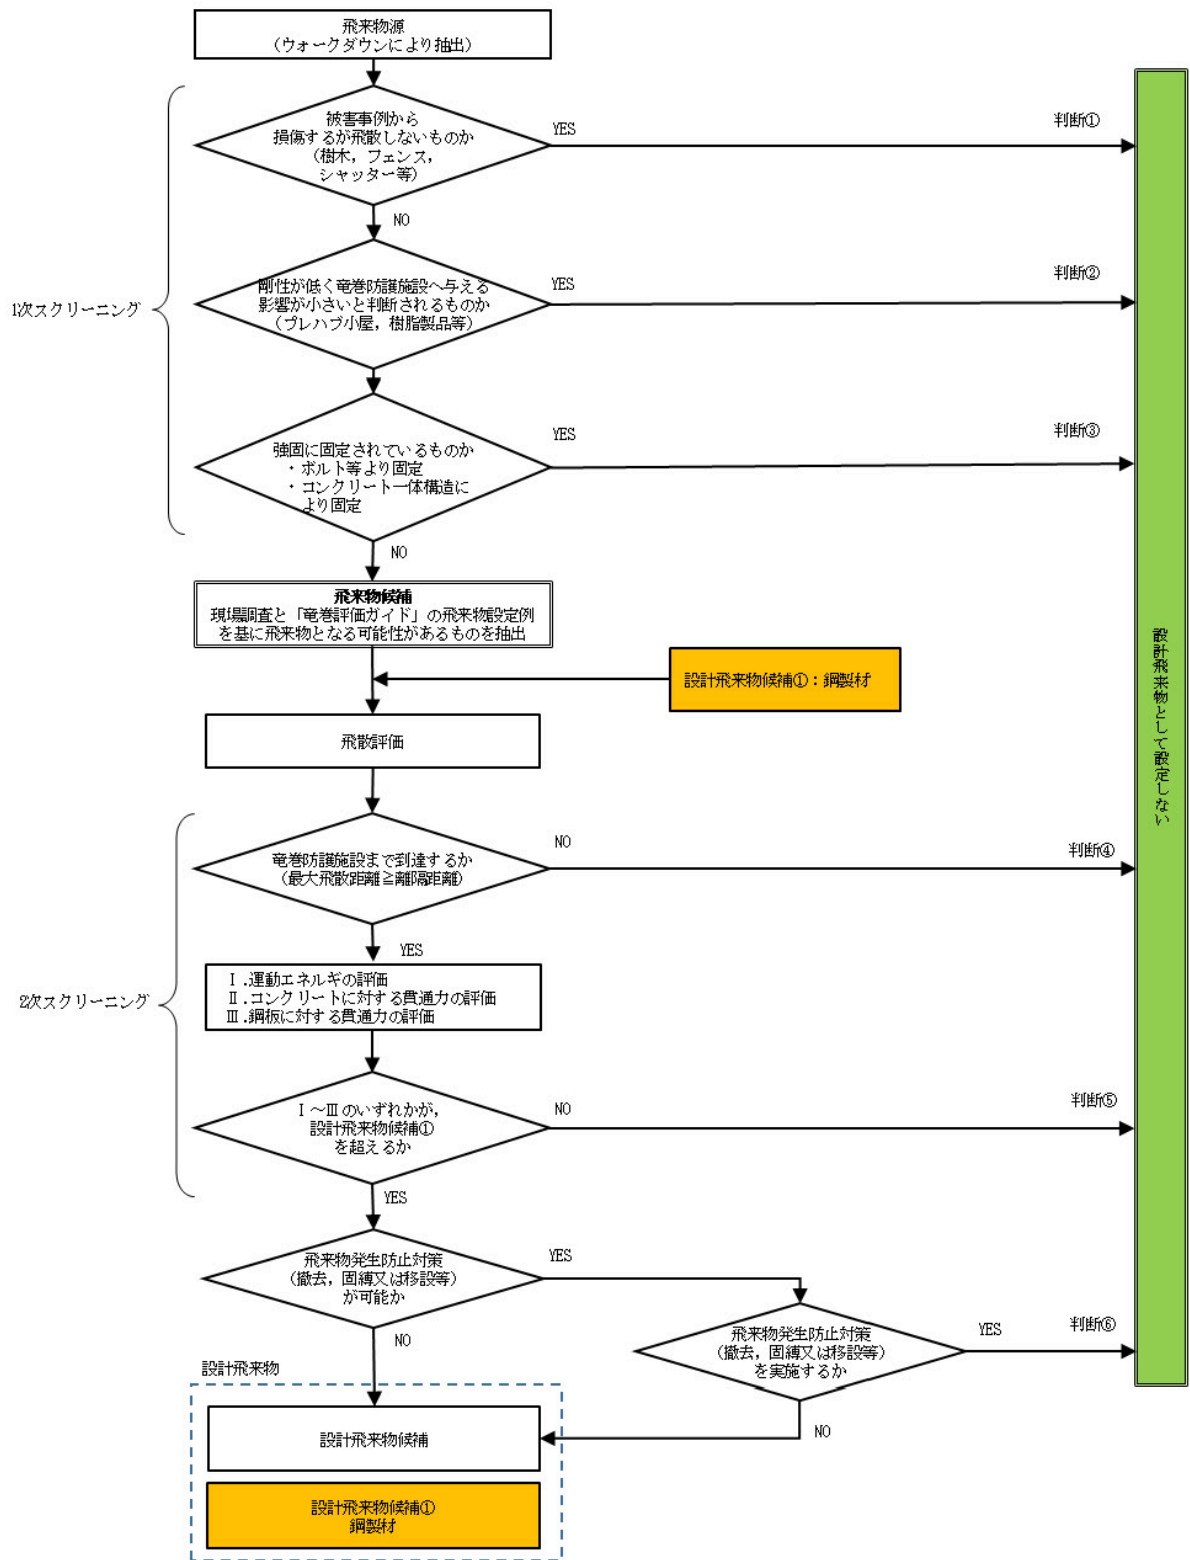 飛来物源
(ウォークダウンにより抽出)
被害事例から
損傷するが飛散しないものか
(樹木，フェンス，
シャッター等)
YES
判断①
NO
1次スクリーニング
剛性が低く竜巻防護施設へ与える
影響が小さいと判断されるものか
(プレハブ小屋，樹脂製品等)
YES
判断②
強固に固定されているものか
・ボルト等より固定
・コンクリート一体構造に
より固定
YES
判断③
NO
飛来物候補
現場調査と「竜巻評価ガイド」の飛来物設定例
を基に飛来物となる可能性があるものを抽出
設計飛来物候補①：鋼製材
設計飛来物として設定しない
飛散評価
竜巻防護施設まで到達するか
(最大飛散距離≧離隔距離)
NO
判断④
YES
2次スクリーニング
Ⅰ.運動エネルギの評価
Ⅱ.コンクリートに対する貫通力の評価
Ⅲ.鋼板に対する貫通力の評価
Ⅰ～Ⅲのいずれかが，
設計飛来物候補①
を超えるか
NO
判断⑤
YES
飛来物発生防止対策
(撤去，固縛又は移設等)
が可能か
YES
NO
飛来物発生防止対策
(撤去，固縛又は移設等)
を実施するか
YES
判断⑥
NO
設計飛来物
設計飛来物候補
設計飛来物候補①
鋼製材